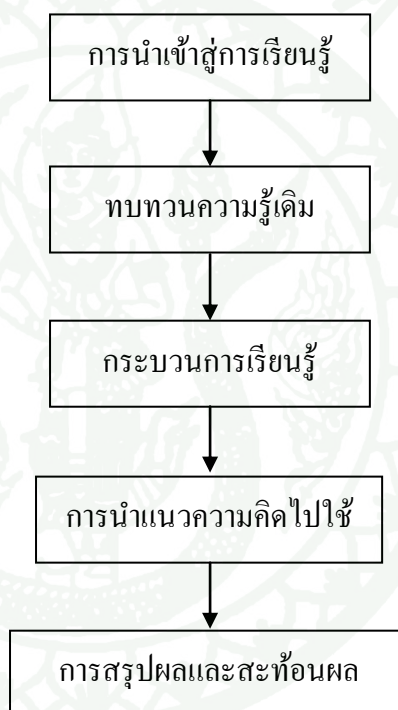 การนำเข้าสู่การเรียนรู้
ทบทวนความรู้เดิม
กระบวนการเรียนรู้
การนำแนวความคิดไปใช้
การสรุปผลและสะท้อนผล